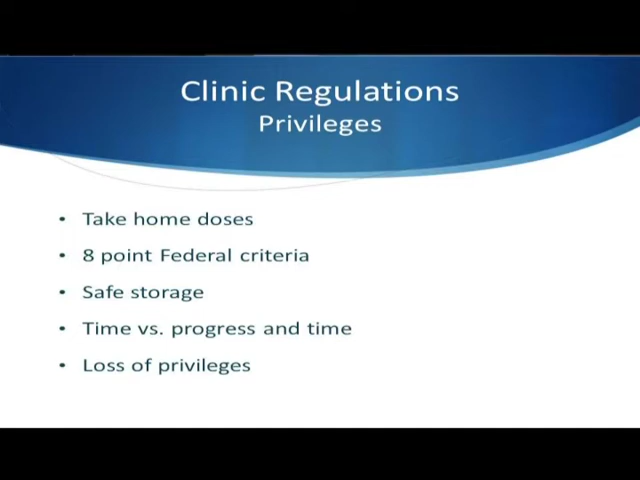 Clinic Regulations
Privileges
• Take home doses
• 8 point Federal criteria
• Safe storage
• Time vs. progress and time
• Loss of privileges